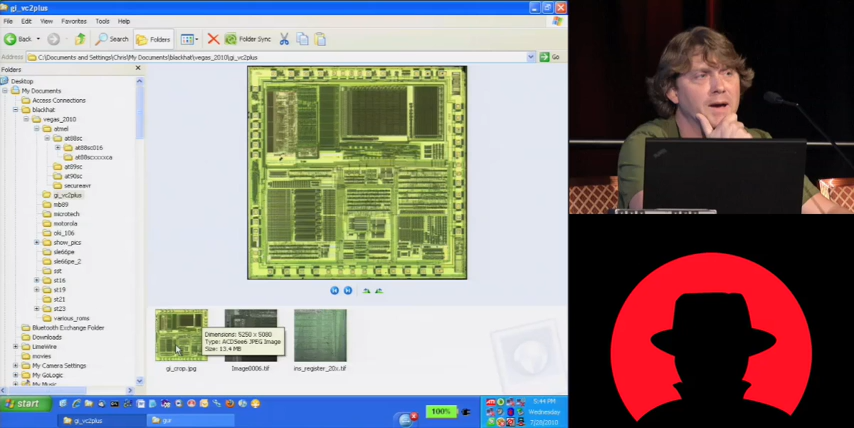 gi_vc2plus
File Edit View Favorites Tools Help
Back Search Folders Folder Sync
Address C:\Documents and Settings\Chris\My Documents\blackhat\vegas_2010\gi_vc2plus Go
Folders
Desktop
My Documents
Access Connections
blackhat
vegas_2010
atmel
at88sc
at88sc016
at88scxxxxca
at89sc
at90sc
secureavr
gi_vc2plus
mb89
microtech
motorola
oki_106
show_pics
sle66pe
sle66pe_2
sst
st16
st19
st21
st23
various_roms
Bluetooth Exchange Folder
Downloads
LimeWire
movies
My Camera Settings
My GoLogic
My Music
Dimensions: 5250 x 5080
Type: ACDSee6 JPEG Image
Size: 13.4 MB
gi_crop.jpg Image0006.tif ins_register_20x.tif
start
gi_vc2plus gui
100%
5:44 PM
Wednesday
7/28/2010